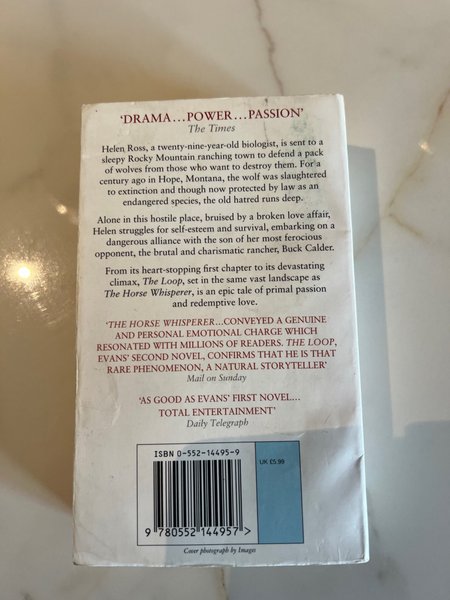 ‘DRAMA…POWER…PASSION’
The Times
Helen Ross, a twenty-nine-year-old biologist, is sent to a
sleepy Rocky Mountain ranching town to defend a pack
of wolves from those who want to destroy them. For a
century ago in Hope, Montana, the wolf was slaughtered
to extinction and though now protected by law as an
endangered species, the old hatred runs deep.
Alone in this hostile place, bruised by a broken love affair,
Helen struggles for self-esteem and survival, embarking on a
dangerous alliance with the son of her most ferocious
opponent, the brutal and charismatic rancher, Buck Calder.
From its heart-stopping first chapter to its devastating
climax, The Loop, set in the same vast landscape as
The Horse Whisperer, is an epic tale of primal passion
and redemptive love.
‘THE HORSE WHISPERER…CONVEYED A GENUINE
AND PERSONAL EMOTIONAL CHARGE WHICH
RESONATED WITH MILLIONS OF READERS. THE LOOP,
EVANS’ SECOND NOVEL, CONFIRMS THAT HE IS THAT
RARE PHENOMENON, A NATURAL STORYTELLER’
Mail on Sunday
‘AS GOOD AS EVANS’ FIRST NOVEL…
TOTAL ENTERTAINMENT’
Daily Telegraph
ISBN 0-552-14495-9
UK £5.99
9 780552 144957 >
Cover photograph by Images